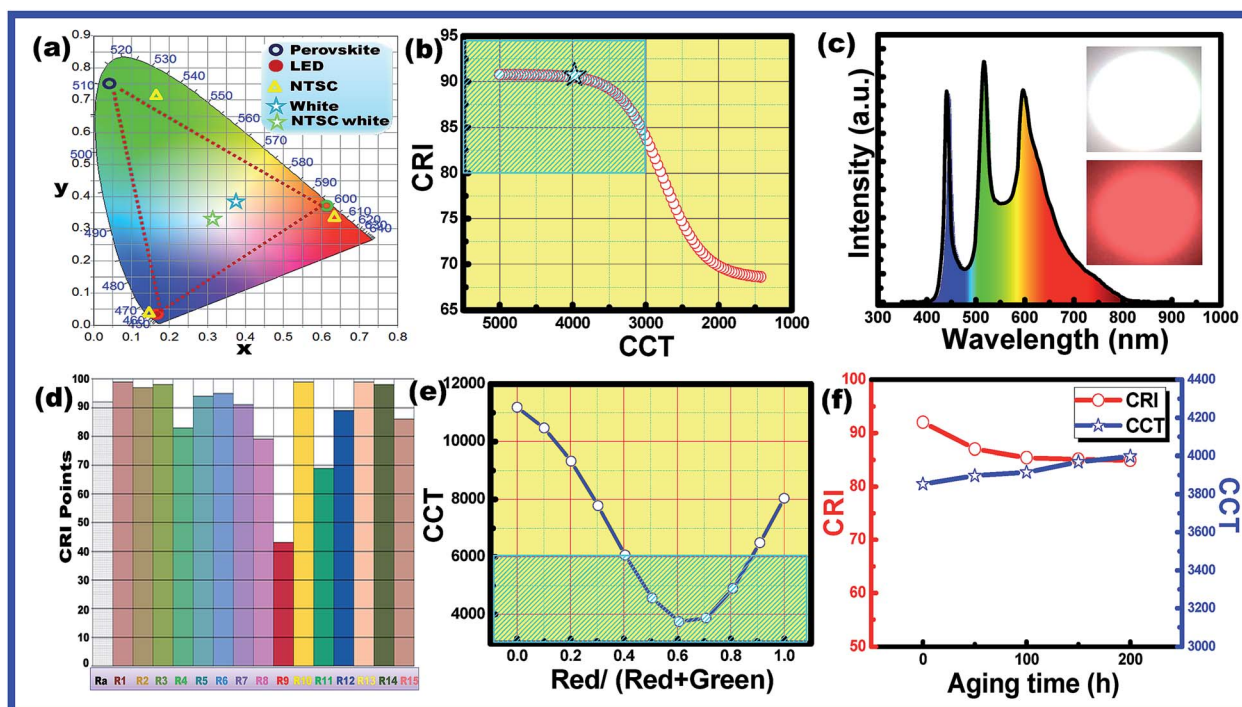 (a)
0.9
0.8
0.7
0.6
0.5
0.4
0.3
0.2
0.1
0.0
y
0.0 0.1 0.2 0.3 0.4 0.5 0.6 0.7 0.8
x
520
530
540
510
550
560
570
500
580
590
600
610
620
630
640
490
480
470
460
450
Perovskite
LED
NTSC
White
NTSC white
(b)
95
90
85
80
75
70
65
CRI
5000 4000 3000 2000 1000
CCT
(c)
Intensity (a.u.)
300 400 500 600 700 800 900 1000
Wavelength (nm)
(d)
100
90
80
70
60
50
40
30
20
10
0
CRI Points
Ra R1 R2 R3 R4 R5 R6 R7 R8 R9 R10 R11 R12 R13 R14 R15
(e)
12000
10000
8000
6000
4000
CCT
0.0 0.2 0.4 0.6 0.8 1.0
Red/ (Red+Green)
(f)
100
90
80
70
60
50
CRI
CRI
CCT
4400
4200
4000
3800
3600
3400
3200
3000
CCT
0 100 200
Aging time (h)